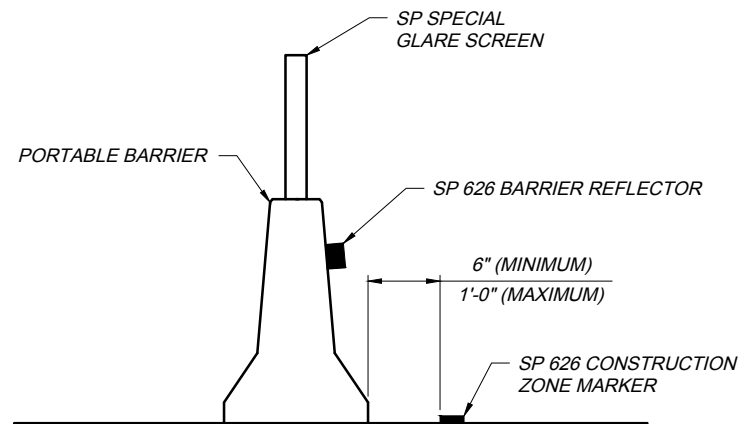 SP SPECIAL
GLARE SCREEN
PORTABLE BARRIER
SP 626 BARRIER REFLECTOR
6" (MINIMUM)
1'-0" (MAXIMUM)
SP 626 CONSTRUCTION
ZONE MARKER